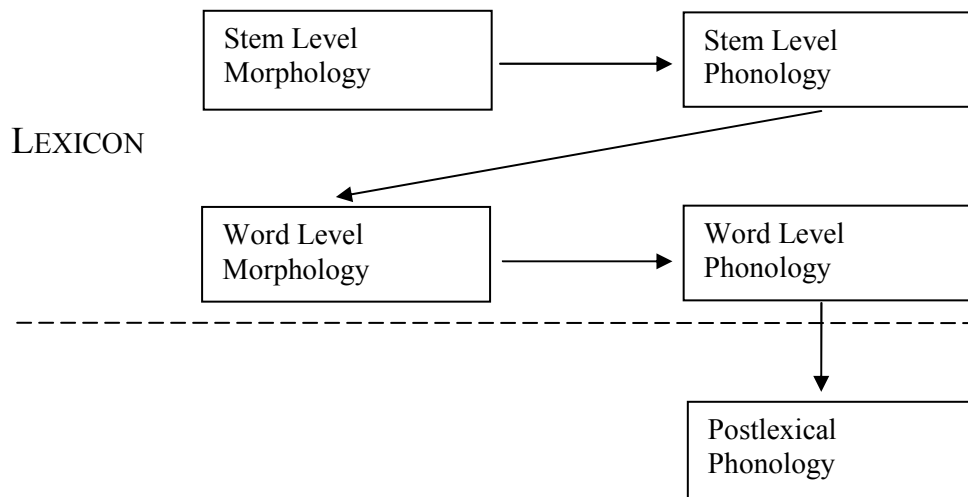 Stem Level
Morphology
Stem Level
Phonology
LEXICON
Word Level
Morphology
Word Level
Phonology
Postlexical
Phonology